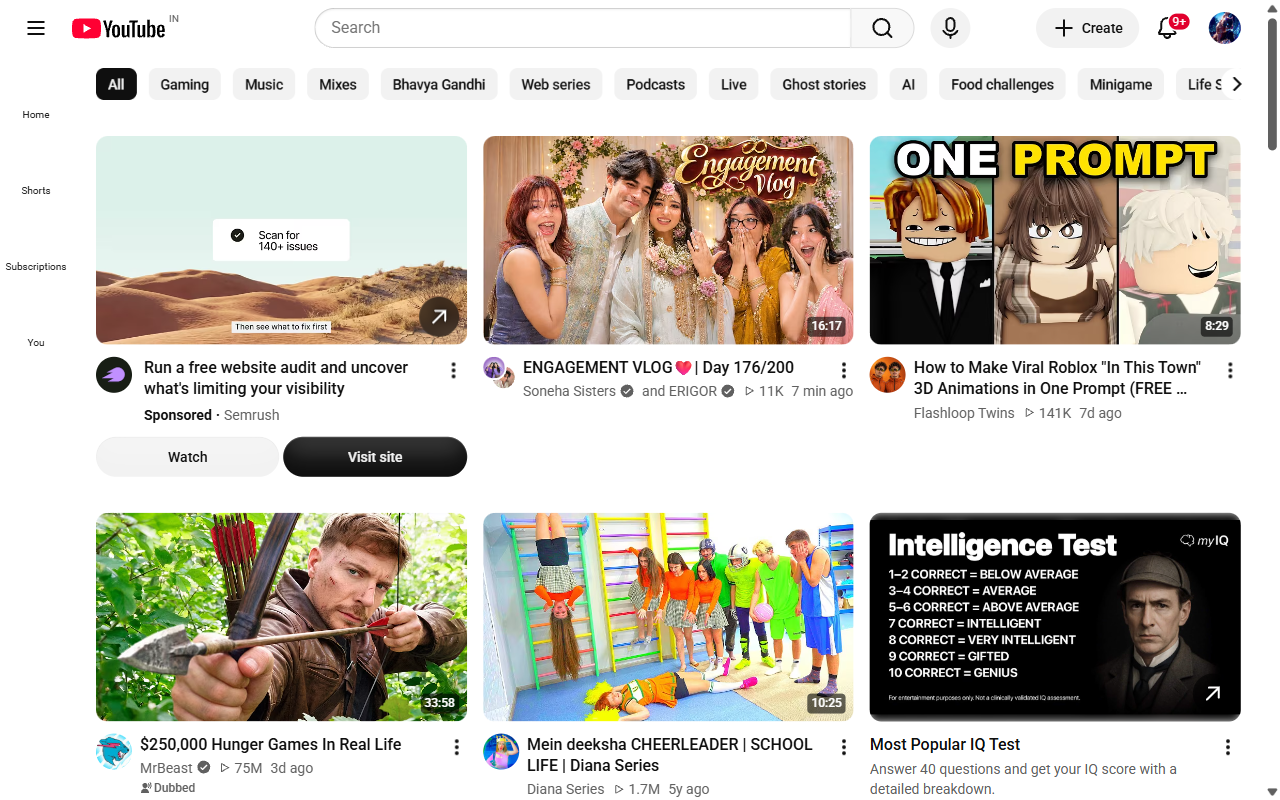 YouTube IN
Search
Create
9+
All
Gaming
Music
Mixes
Bhavya Gandhi
Web series
Podcasts
Live
Ghost stories
AI
Food challenges
Minigame
Life S
Home
Shorts
Subscriptions
You
Scan for
140+ issues
Then see what to fix first
Run a free website audit and uncover
what's limiting your visibility
Sponsored · Semrush
Watch
Visit site
Engagement
Vlog
16:17
ENGAGEMENT VLOG❤️ | Day 176/200
Soneha Sisters and ERIGOR 11K 7 min ago
ONE PROMPT
8:29
How to Make Viral Roblox "In This Town"
3D Animations in One Prompt (FREE ...
Flashloop Twins 141K 7d ago
33:58
$250,000 Hunger Games In Real Life
MrBeast 75M 3d ago
Dubbed
10:25
Mein deeksha CHEERLEADER | SCHOOL
LIFE | Diana Series
Diana Series 1.7M 5y ago
Intelligence Test
myIQ
1–2 CORRECT = BELOW AVERAGE
3–4 CORRECT = AVERAGE
5–6 CORRECT = ABOVE AVERAGE
7 CORRECT = INTELLIGENT
8 CORRECT = VERY INTELLIGENT
9 CORRECT = GIFTED
10 CORRECT = GENIUS
For entertainment purposes only. Not a clinically validated IQ assessment.
Most Popular IQ Test
Answer 40 questions and get your IQ score with a
detailed breakdown.